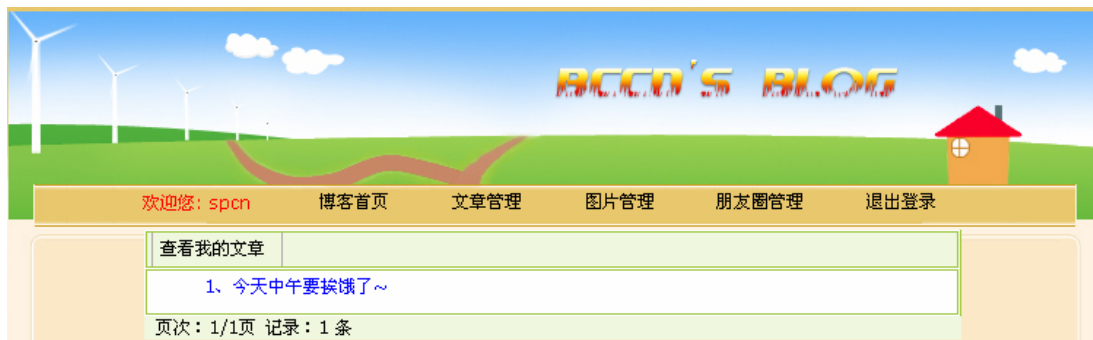 BCCD'S BLOG
欢迎您: spcn 博客首页 文章管理 图片管理 朋友圈管理 退出登录
查看我的文章
1、今天中午要挨饿了~
页次：1/1页 记录：1 条